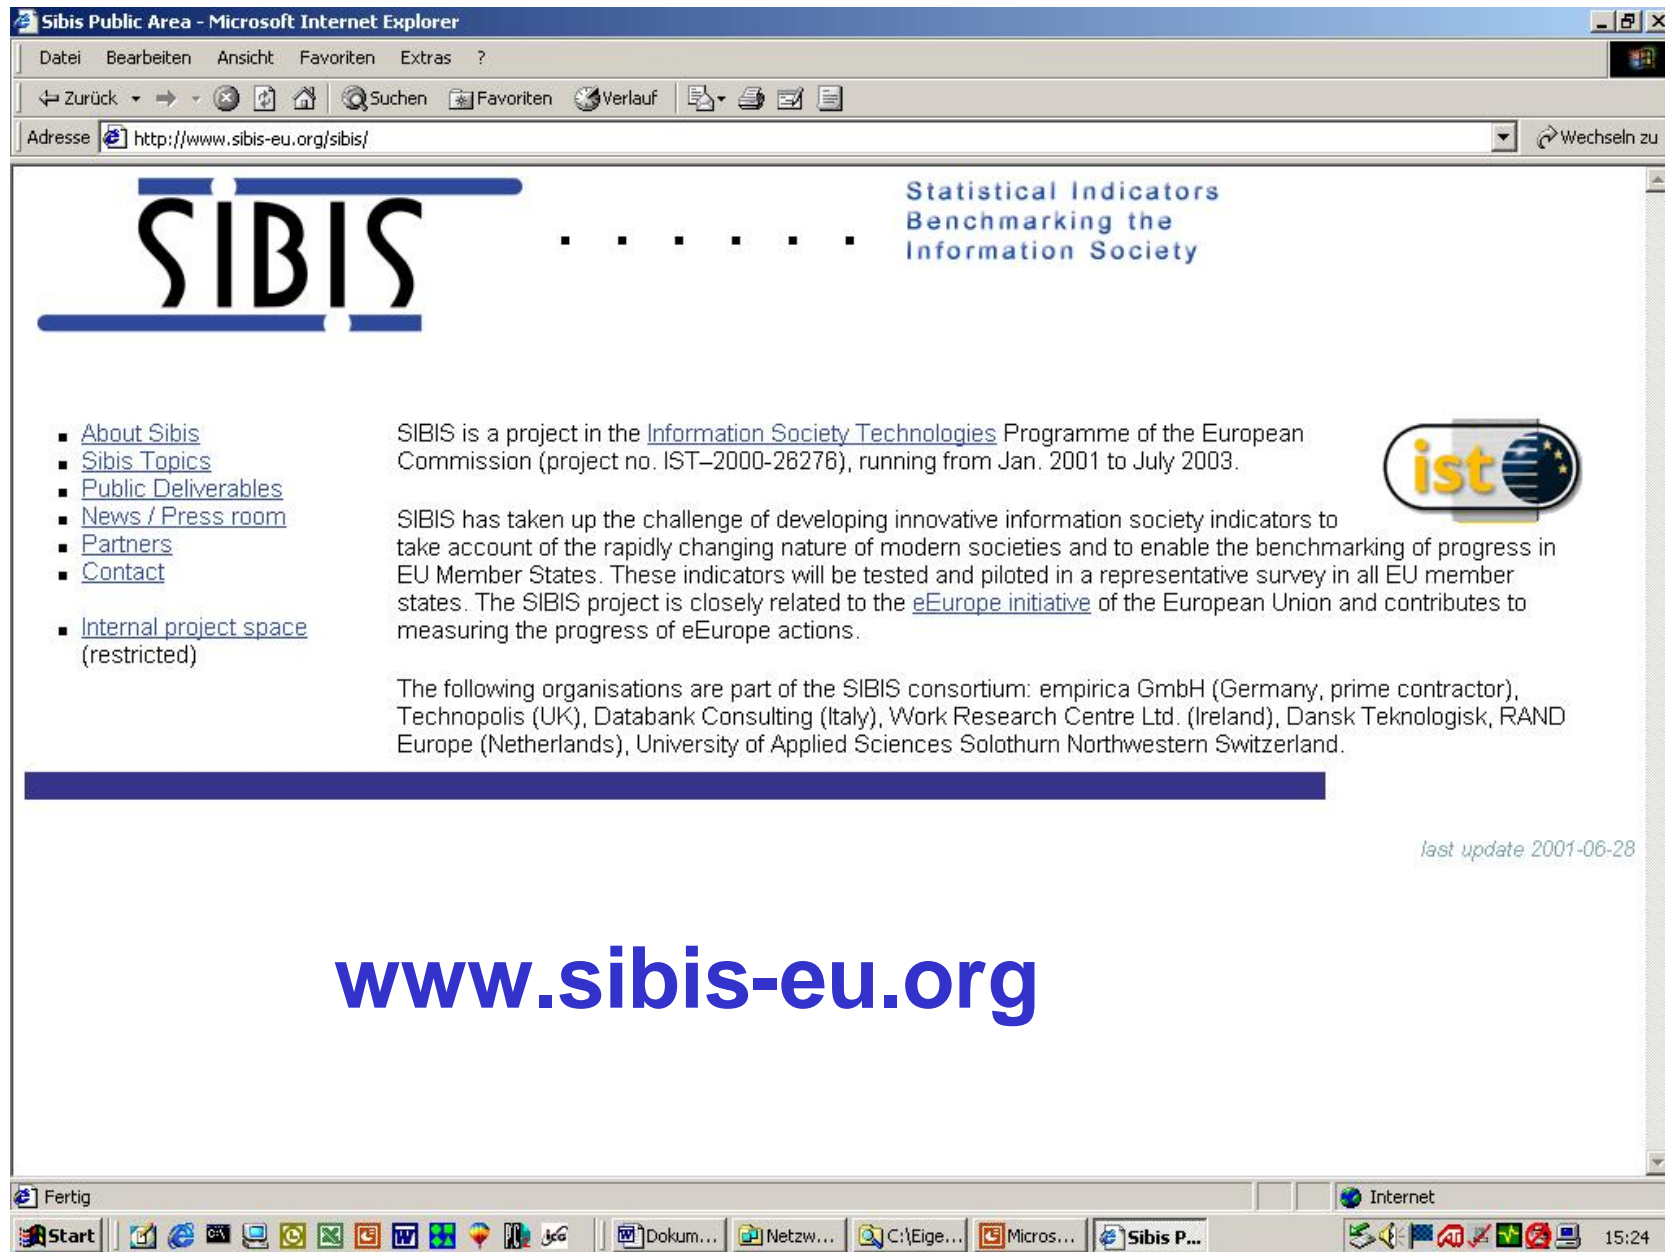 Sibis Public Area - Microsoft Internet Explorer
Datei Bearbeiten Ansicht Favoriten Extras ?
Zurück Suchen Favoriten Verlauf
Adresse http://www.sibis-eu.org/sibis/ Wechseln zu
SIBIS . . . . . .
Statistical Indicators
Benchmarking the
Information Society
About Sibis
Sibis Topics
Public Deliverables
News / Press room
Partners
Contact
Internal project space
(restricted)
SIBIS is a project in the Information Society Technologies Programme of the European
Commission (project no. IST–2000-26276), running from Jan. 2001 to July 2003.
ist
SIBIS has taken up the challenge of developing innovative information society indicators to
take account of the rapidly changing nature of modern societies and to enable the benchmarking of progress in
EU Member States. These indicators will be tested and piloted in a representative survey in all EU member
states. The SIBIS project is closely related to the eEurope initiative of the European Union and contributes to
measuring the progress of eEurope actions.
The following organisations are part of the SIBIS consortium: empirica GmbH (Germany, prime contractor),
Technopolis (UK), Databank Consulting (Italy), Work Research Centre Ltd. (Ireland), Dansk Teknologisk, RAND
Europe (Netherlands), University of Applied Sciences Solothurn Northwestern Switzerland.
last update 2001-06-28
www.sibis-eu.org
Fertig Internet
Start Dokum... Netzw... C:\Eige... Micros... Sibis P... 15:24